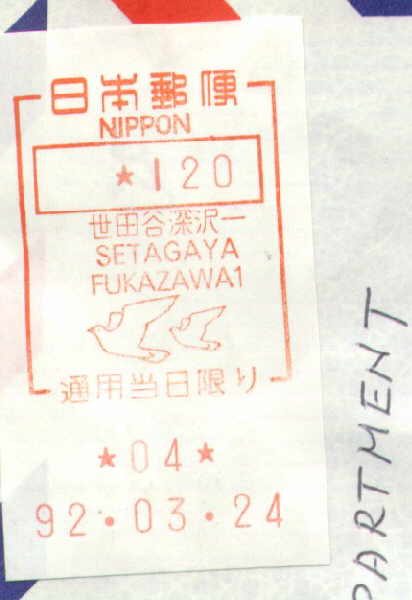 日本郵便
NIPPON
★120
世田谷深沢一
SETAGAYA
FUKAZAWA1
通用当日限り
★04★
92・03・24
PARTMENT